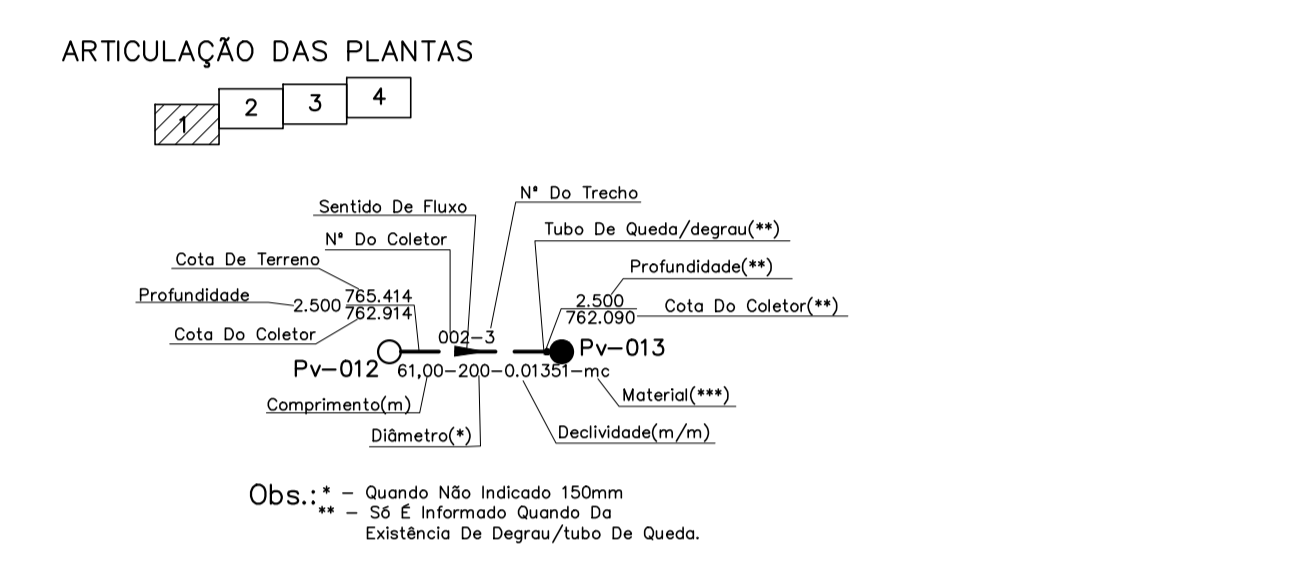 ARTICULAÇÃO DAS PLANTAS
1
2
3
4
Nº Do Trecho
Sentido De Fluxo
Tubo De Queda/degrau(**)
Nº Do Coletor
Cota De Terreno
Profundidade(**)
Profundidade
2.500
765.414
762.914
2.500
762.090
Cota Do Coletor(**)
Cota Do Coletor
002-3
Pv-012
Pv-013
61,00-200-0.01351-mc
Comprimento(m)
Material(***)
Diâmetro(*)
Declividade(m/m)
Obs.: * - Quando Não Indicado 150mm
** - Só É Informado Quando Da
Existência De Degrau/tubo De Queda.